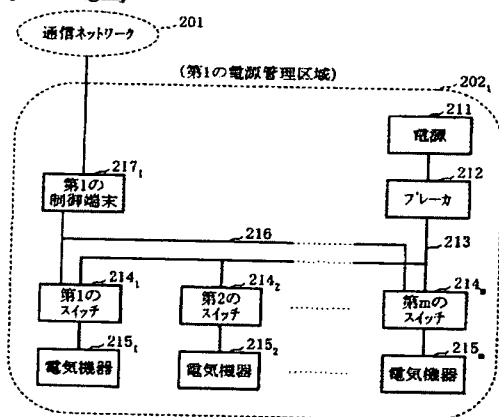 通信ネットワーク
201
(第1の電源管理区域)
202₁
211
電源
217₁
第1の
制御端末
212
ブレーカ
216
213
214₁
第1の
スイッチ
214₂
第2の
スイッチ
214ₘ
第mの
スイッチ
215₁
電気機器
215₂
電気機器
215ₘ
電気機器